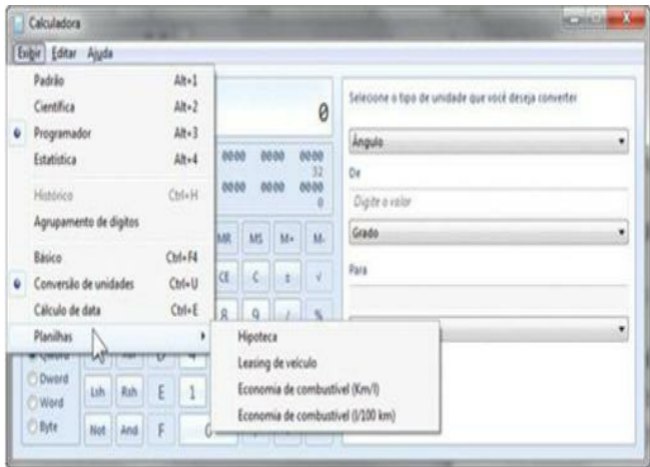 Calculadora
Exibir Editar Ajuda
Padrão Alt+1
Científica Alt+2
Programador Alt+3
Estatística Alt+4
Histórico Ctrl+H
Agrupamento de dígitos
Básico Ctrl+F4
Conversão de unidades Ctrl+U
Cálculo de data Ctrl+E
Planilhas
Hipoteca
Leasing de veículo
Economia de combustível (Km/l)
Economia de combustível (l/100 km)
0
0000 0000 0000
32
0000 0000 0000
0
MR MS M+ M-
CE C ± √
8 9 / %
Qword D 4
Dword Lsh Rsh E 1
Word
Byte Not And F 0
Selecione o tipo de unidade que você deseja converter
Ângulo
De
Digite o valor
Grado
Para